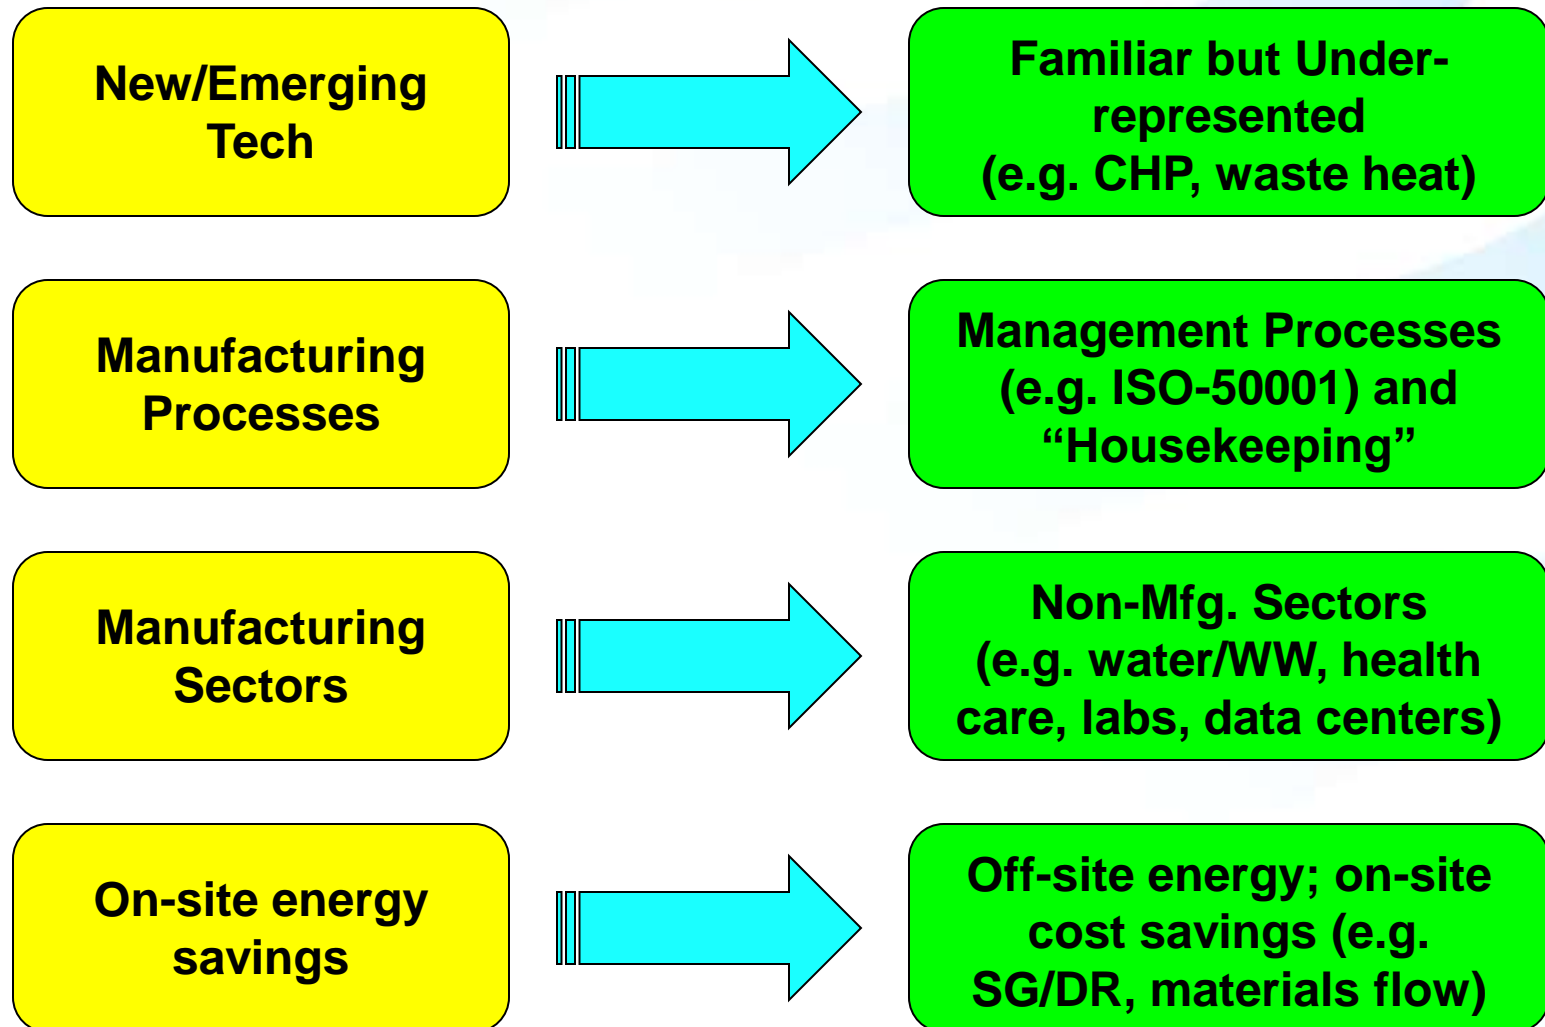 New/Emerging
Tech
Familiar but Under-
represented
(e.g. CHP, waste heat)
Manufacturing
Processes
Management Processes
(e.g. ISO-50001) and
“Housekeeping”
Manufacturing
Sectors
Non-Mfg. Sectors
(e.g. water/WW, health
care, labs, data centers)
On-site energy
savings
Off-site energy; on-site
cost savings (e.g.
SG/DR, materials flow)